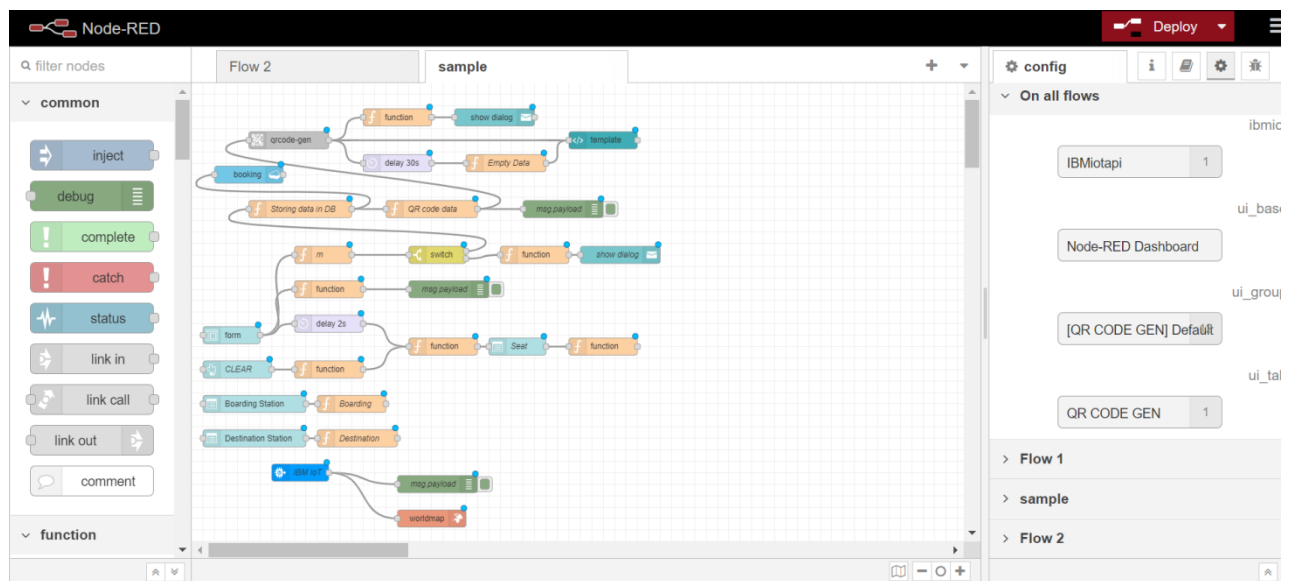 Node-RED
Deploy
filter nodes
Flow 2
sample
config
i
common
On all flows
ibmio
inject
debug
complete
catch
status
link in
link call
link out
comment
function
function
show dialog
qrcode-gen
template
delay 30s
Empty Data
booking
Storing data in DB
QR code data
msg.payload
m
switch
function
show dialog
function
msg.payload
form
delay 2s
function
Seat
function
CLEAR
function
Boarding Station
Boarding
Destination Station
Destination
IBM IoT
msg.payload
worldmap
IBMiotapi
1
ui_base
Node-RED Dashboard
ui_group
[QR CODE GEN] Default
ui_tab
QR CODE GEN
1
Flow 1
sample
Flow 2